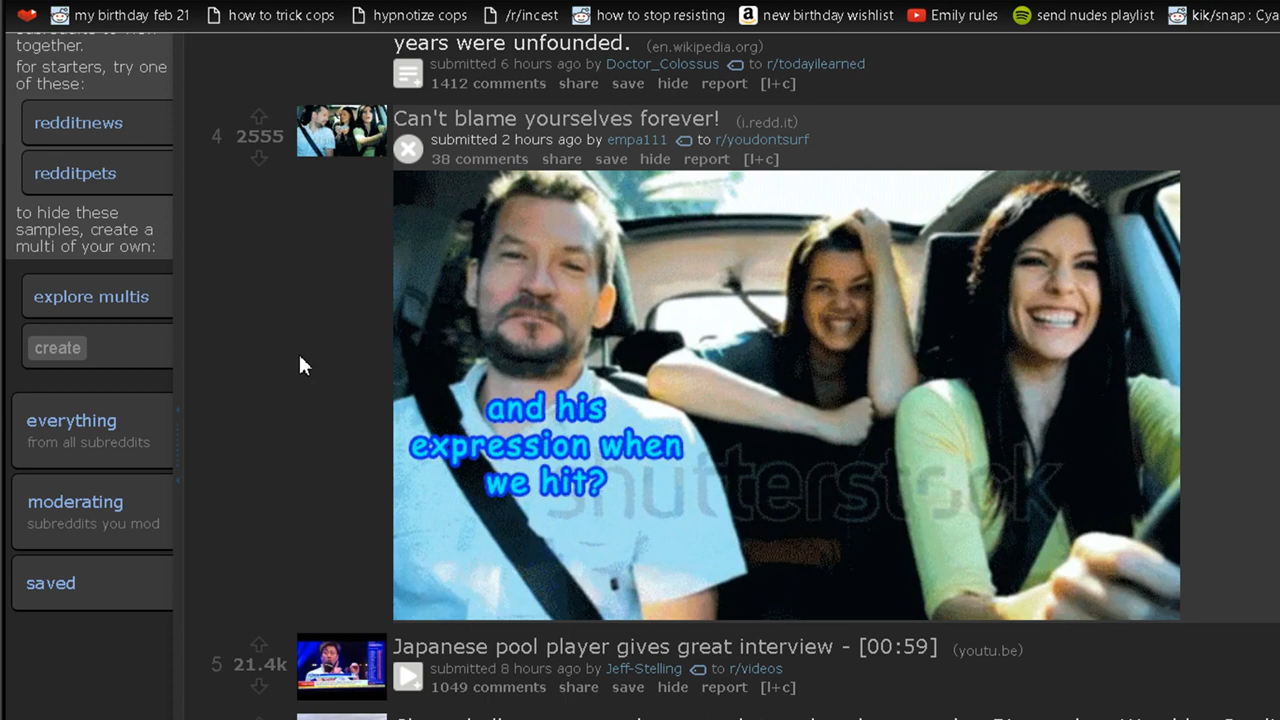 my birthday feb 21 how to trick cops hypnotize cops /r/incest how to stop resisting new birthday wishlist Emily rules send nudes playlist kik/snap : Cya
together.
for starters, try one
of these:
redditnews
redditpets
to hide these
samples, create a
multi of your own:
explore multis
create
everything
from all subreddits
moderating
subreddits you mod
saved
years were unfounded. (en.wikipedia.org)
submitted 6 hours ago by Doctor_Colossus to r/todayilearned
1412 comments share save hide report [l+c]
4 2555
Can't blame yourselves forever! (i.redd.it)
submitted 2 hours ago by empa111 to r/youdontsurf
38 comments share save hide report [l+c]
and his
expression when
we hit?
shutterstock
5 21.4k
Japanese pool player gives great interview - [00:59] (youtu.be)
submitted 8 hours ago by Jeff-Stelling to r/videos
1049 comments share save hide report [l+c]